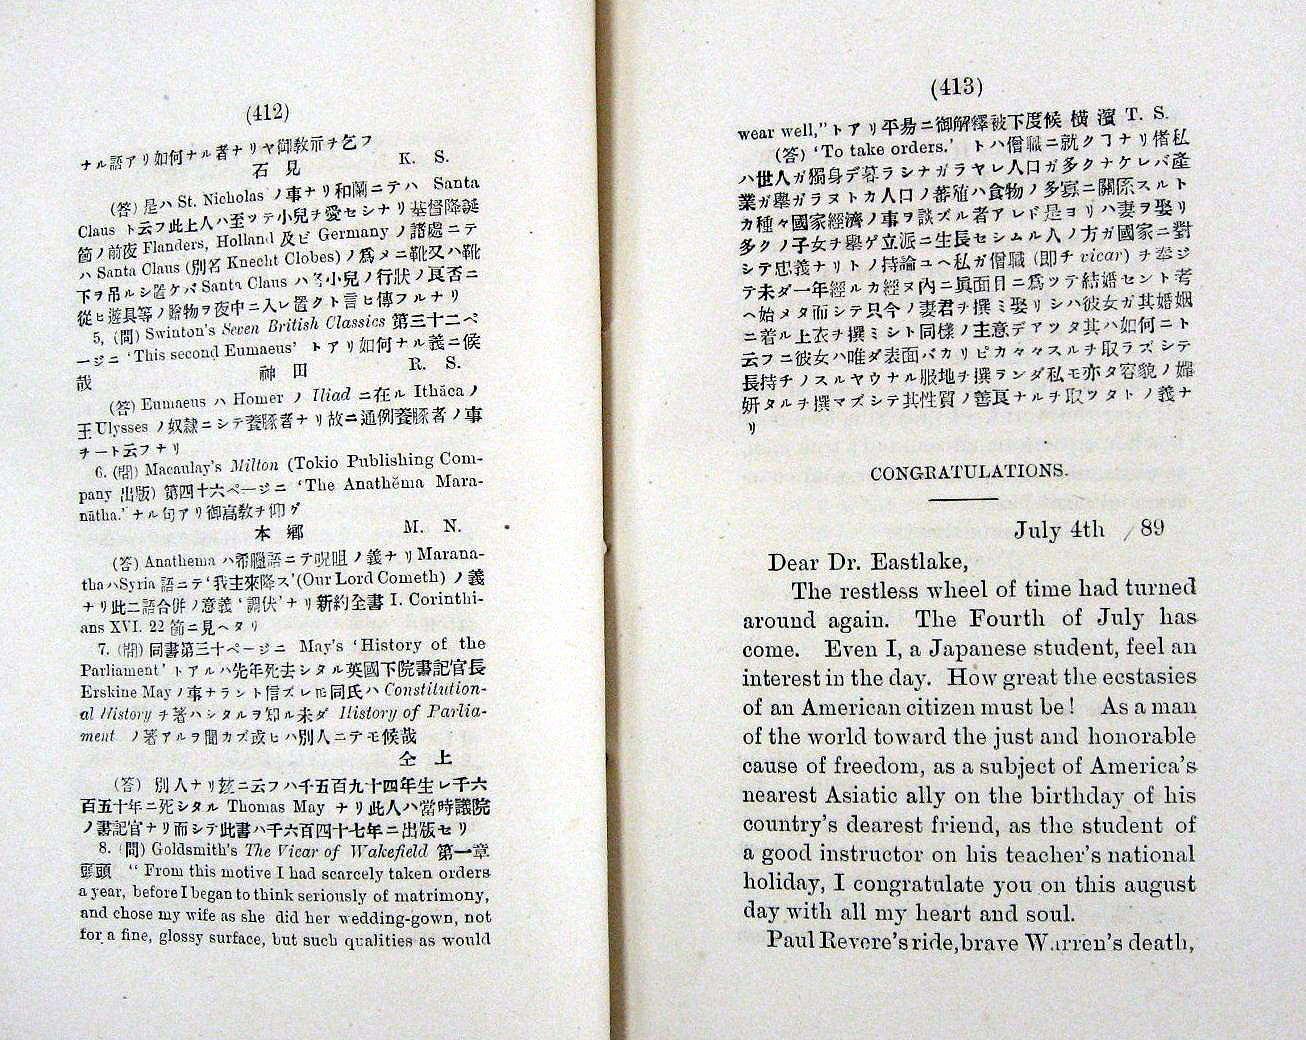 (412)
ナル語アリ如何ナル者ナリヤ御教示チ乞フ
石見 K. S.
(答) 是ハ St. Nicholas ノ事ナリ和蘭ニテハ Santa
Claus ト云フ此上人ハ至ツテ小兒チ愛セシナリ基督降誕
節ノ前夜 Flanders, Holland 及ビ Germany ノ諸處ニテ
ハ Santa Claus (別名 Knecht Clobes) ノ爲メニ靴又ハ靴
下ヲ吊ルシ置ケバ Santa Claus ハ各小兒ノ行狀ノ良否ニ
從ヒ遊具等ノ贈物ヲ夜中ニ入レ置クト言ヒ傳フルナリ
5, (問) Swinton's Seven British Classics 第三十二ペ
ージニ 'This second Eumaeus' トアリ如何ナル義ニ候
哉 神田 R. S.
(答) Eumaeus ハ Homer ノ Iliad ニ在ル Ithăca ノ
王 Ulysses ノ奴隷ニシテ養豚者ナリ故ニ通例養豚者ノ事
チート云フナリ
6. (問) Macaulay's Milton (Tokio Publishing Com-
pany 出版) 第四十六ページニ 'The Anathĕma Mara-
nātha.' ナル句アリ御高敎チ仰グ
本郷 M. N.
(答) Anathema ハ希臘語ニテ呪咀ノ義ナリ Marana-
tha ハ Syria 語ニテ '我主來降ス' (Our Lord Cometh) ノ義
ナリ此二語合併ノ意義 '調伏' ナリ新約全書 I. Corinthi-
ans XVI. 22 節ニ見ヘタリ
7. (問) 同書第三十ページニ May's 'History of the
Parliament' トアルハ先年死去シタル英國下院書記官長
Erskine May ノ事ナラント信ズレ𪜈同氏ハ Constitution-
al History チ著ハシタルヲ知ル未ダ History of Parlia-
ment ノ著アルヲ聞カズ或ヒハ別人ニテモ候哉
仝上
(答) 別人ナリ玆ニ云フハ千五百九十四年生レ千六
百五十年ニ死シタル Thomas May ナリ此人ハ當時議院
ノ書記官ナリ而シテ此書ハ千六百四十七年ニ出版セリ
8. (問) Goldsmith's The Vicar of Wakefield 第一章
劈頭 “From this motive I had scarcely taken orders
a year, before I began to think seriously of matrimony,
and chose my wife as she did her wedding-gown, not
for a fine, glossy surface, but such qualities as would
(413)
wear well,” トアリ平易ニ御解釋被下度候 橫濱 T. S.
(答) 'To take orders.' トハ僧職ニ就クヿナリ偖私
ハ世人ガ獨身デ暮ラシナガラヤレ人口ガ多クナケレバ產
業ガ擧ガラヌトカ人口ノ蕃殖ハ食物ノ多寡ニ關係スルト
カ種々國家經濟ノ事ヲ談ズル者アレド是ヨリハ妻ヲ娶リ
多クノ子女チ擧ゲ立派ニ生長セシムル人ノ方ガ國家ニ對
シテ忠義ナリトノ持論ユヘ私ガ僧職 (即チ vicar) チ奉ジ
テ未ダ一年經ルカ經ヌ內ニ眞面目ニ爲ツテ結婚セント考
ヘ始メタ而シテ只今ノ妻君チ撰ミ娶リシハ彼女ガ其婚姻
ニ着ル上衣チ撰ミシト同樣ノ主意デアツタ其ハ如何ニト
云フニ彼女ハ唯ダ表面バカリピカ々々スルチ取ラズシテ
長持チノスルヤウナル服地チ撰ランダ私モ亦タ容貌ノ媚
妍タルチ撰マズシテ其性質ノ善良ナルチ取ツタトノ義ナ
リ
CONGRATULATIONS.
July 4th / 89
Dear Dr. Eastlake,
The restless wheel of time had turned
around again. The Fourth of July has
come. Even I, a Japanese student, feel an
interest in the day. How great the ecstasies
of an American citizen must be! As a man
of the world toward the just and honorable
cause of freedom, as a subject of America's
nearest Asiatic ally on the birthday of his
country's dearest friend, as the student of
a good instructor on his teacher's national
holiday, I congratulate you on this august
day with all my heart and soul.
Paul Revere's ride, brave Warren's death,